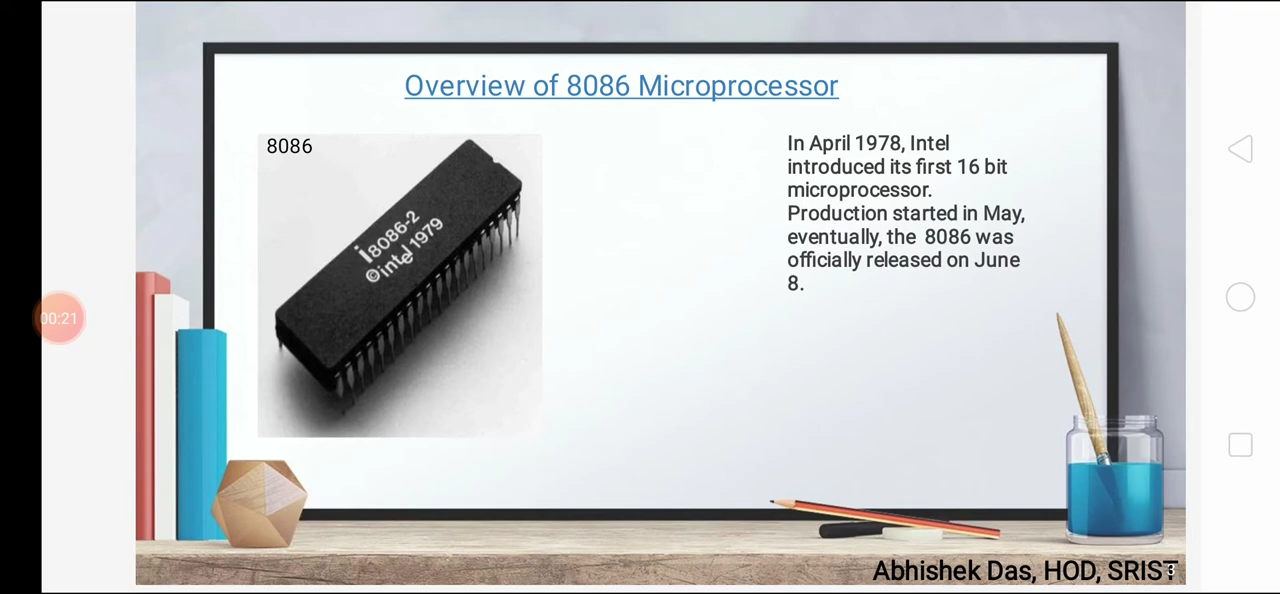 Overview of 8086 Microprocessor
8086
i8086-2
©intel 1979
In April 1978, Intel
introduced its first 16 bit
microprocessor.
Production started in May,
eventually, the 8086 was
officially released on June
8.
00:21
Abhishek Das, HOD, SRIST
3